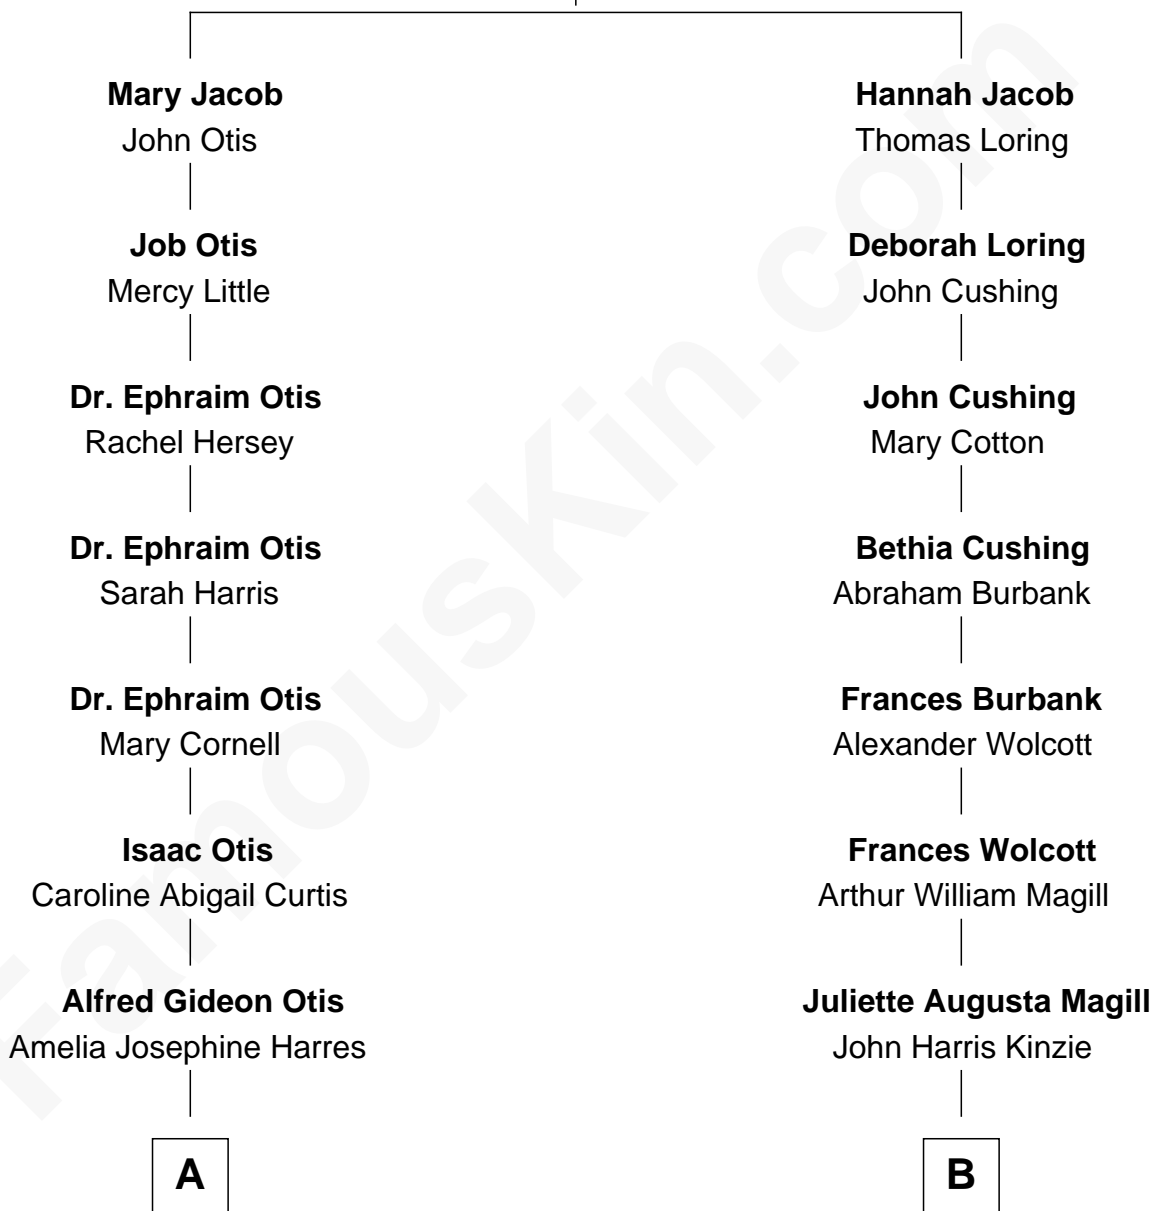 Mary Jacob
John Otis
Hannah Jacob
Thomas Loring
Job Otis
Mercy Little
Deborah Loring
John Cushing
Dr. Ephraim Otis
Rachel Hersey
John Cushing
Mary Cotton
Dr. Ephraim Otis
Sarah Harris
Bethia Cushing
Abraham Burbank
Dr. Ephraim Otis
Mary Cornell
Frances Burbank
Alexander Wolcott
Isaac Otis
Caroline Abigail Curtis
Frances Wolcott
Arthur William Magill
Alfred Gideon Otis
Amelia Josephine Harres
Juliette Augusta Magill
John Harris Kinzie
A
B
FamousKin.com